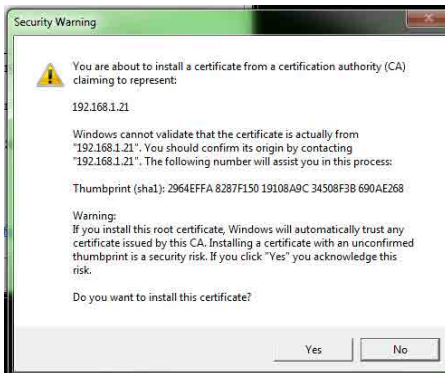 Security Warning
You are about to install a certificate from a certification authority (CA)
claiming to represent:
192.168.1.21
Windows cannot validate that the certificate is actually from
"192.168.1.21". You should confirm its origin by contacting
"192.168.1.21". The following number will assist you in this process:
Thumbprint (sha1): 2964EFFA 8287F150 19108A9C 34508F3B 690AE268
Warning:
If you install this root certificate, Windows will automatically trust any
certificate issued by this CA. Installing a certificate with an unconfirmed
thumbprint is a security risk. If you click "Yes" you acknowledge this
risk.
Do you want to install this certificate?
Yes
No